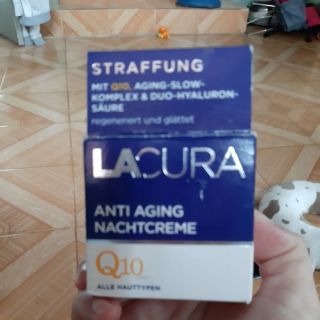 STRAFFUNG
MIT Q10, AGING-SLOW-
KOMPLEX & DUO-HYALURON-
SÄURE
regeneriert und glättet
LACURA
ANTI AGING
NACHTCREME
Q10
ALLE HAUTTYPEN